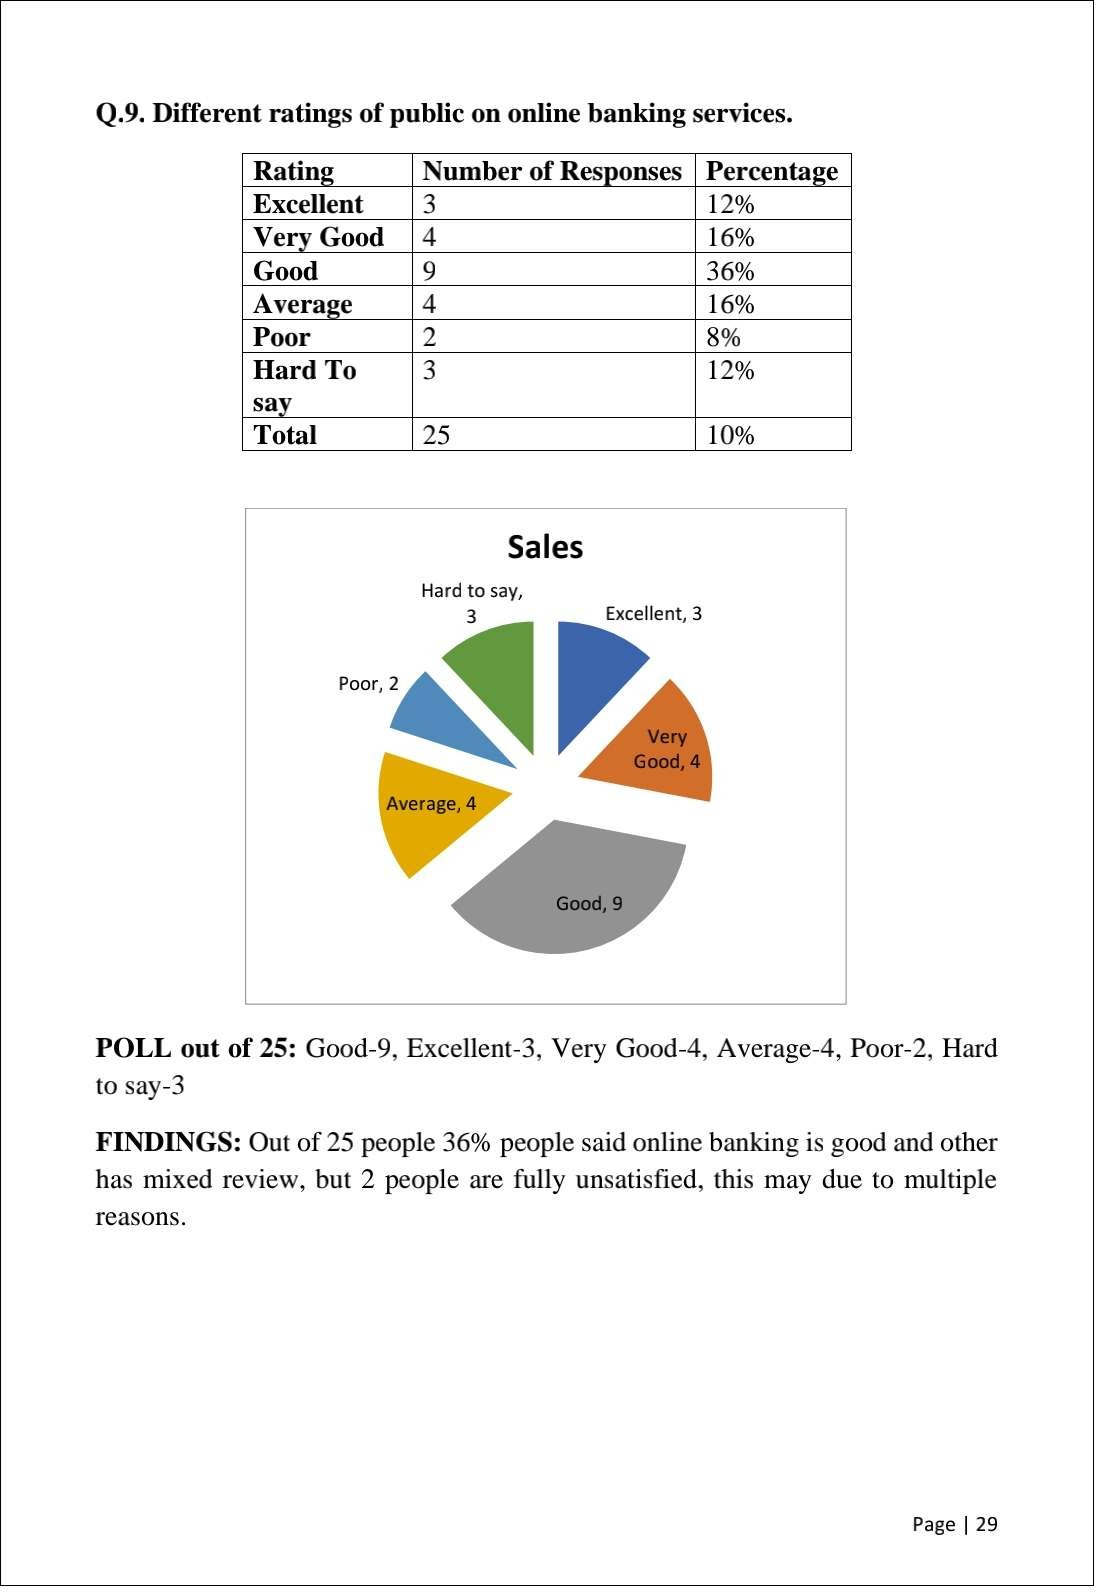 Q.9. Different ratings of public on online banking services.
Rating Number of Responses Percentage
Excellent 3 12%
Very Good 4 16%
Good 9 36%
Average 4 16%
Poor 2 8%
Hard To 3 12%
say
Total 25 10%
Sales
Hard to say,
3
Excellent, 3
Poor, 2
Very
Good, 4
Average, 4
Good, 9
POLL out of 25: Good-9, Excellent-3, Very Good-4, Average-4, Poor-2, Hard
to say-3
FINDINGS: Out of 25 people 36% people said online banking is good and other
has mixed review, but 2 people are fully unsatisfied, this may due to multiple
reasons.
Page | 29